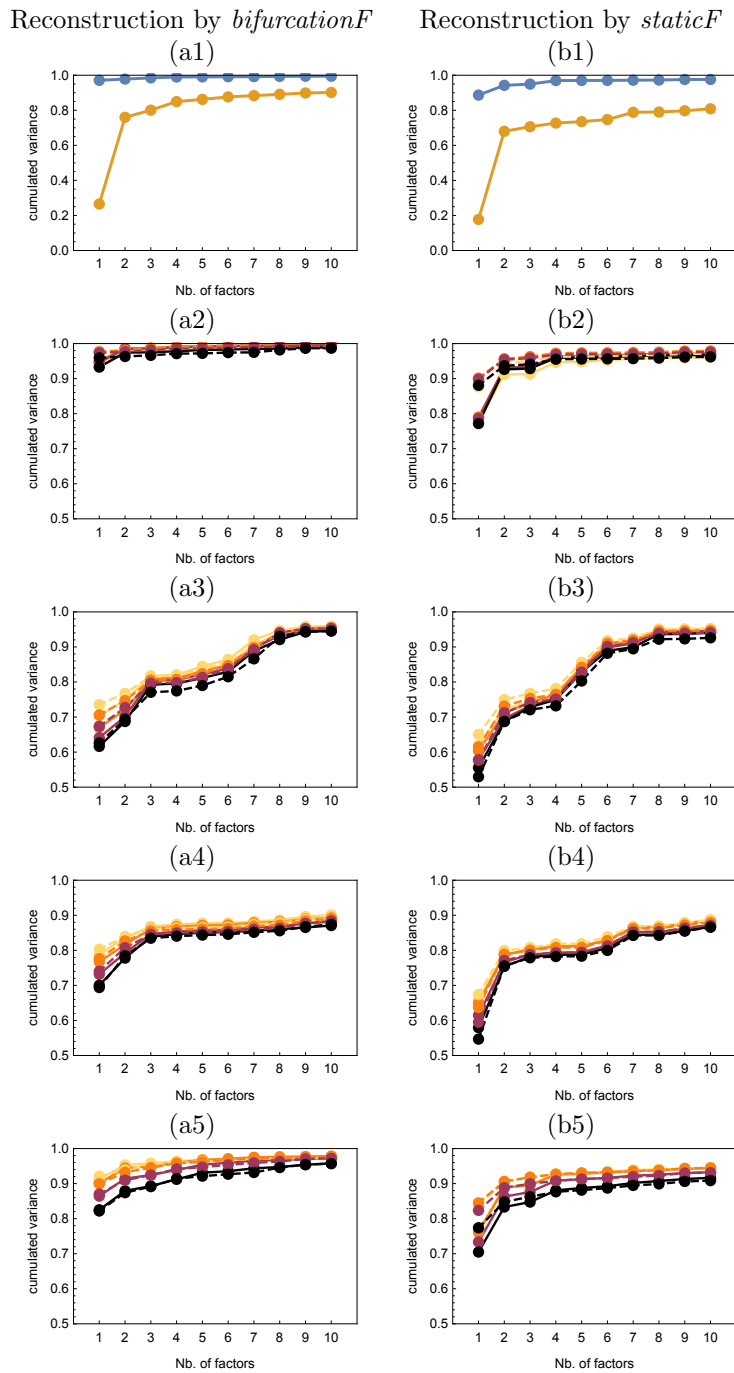 Reconstruction by bifurcationF Reconstruction by staticF
(a1) (b1)
cumulated variance
1.0
0.8
0.6
0.4
0.2
0.0
1 2 3 4 5 6 7 8 9 10
Nb. of factors
cumulated variance
1.0
0.8
0.6
0.4
0.2
0.0
1 2 3 4 5 6 7 8 9 10
Nb. of factors
(a2) (b2)
cumulated variance
1.0
0.9
0.8
0.7
0.6
0.5
1 2 3 4 5 6 7 8 9 10
Nb. of factors
cumulated variance
1.0
0.9
0.8
0.7
0.6
0.5
1 2 3 4 5 6 7 8 9 10
Nb. of factors
(a3) (b3)
cumulated variance
1.0
0.9
0.8
0.7
0.6
0.5
1 2 3 4 5 6 7 8 9 10
Nb. of factors
cumulated variance
1.0
0.9
0.8
0.7
0.6
0.5
1 2 3 4 5 6 7 8 9 10
Nb. of factors
(a4) (b4)
cumulated variance
1.0
0.9
0.8
0.7
0.6
0.5
1 2 3 4 5 6 7 8 9 10
Nb. of factors
cumulated variance
1.0
0.9
0.8
0.7
0.6
0.5
1 2 3 4 5 6 7 8 9 10
Nb. of factors
(a5) (b5)
cumulated variance
1.0
0.9
0.8
0.7
0.6
0.5
1 2 3 4 5 6 7 8 9 10
Nb. of factors
cumulated variance
1.0
0.9
0.8
0.7
0.6
0.5
1 2 3 4 5 6 7 8 9 10
Nb. of factors